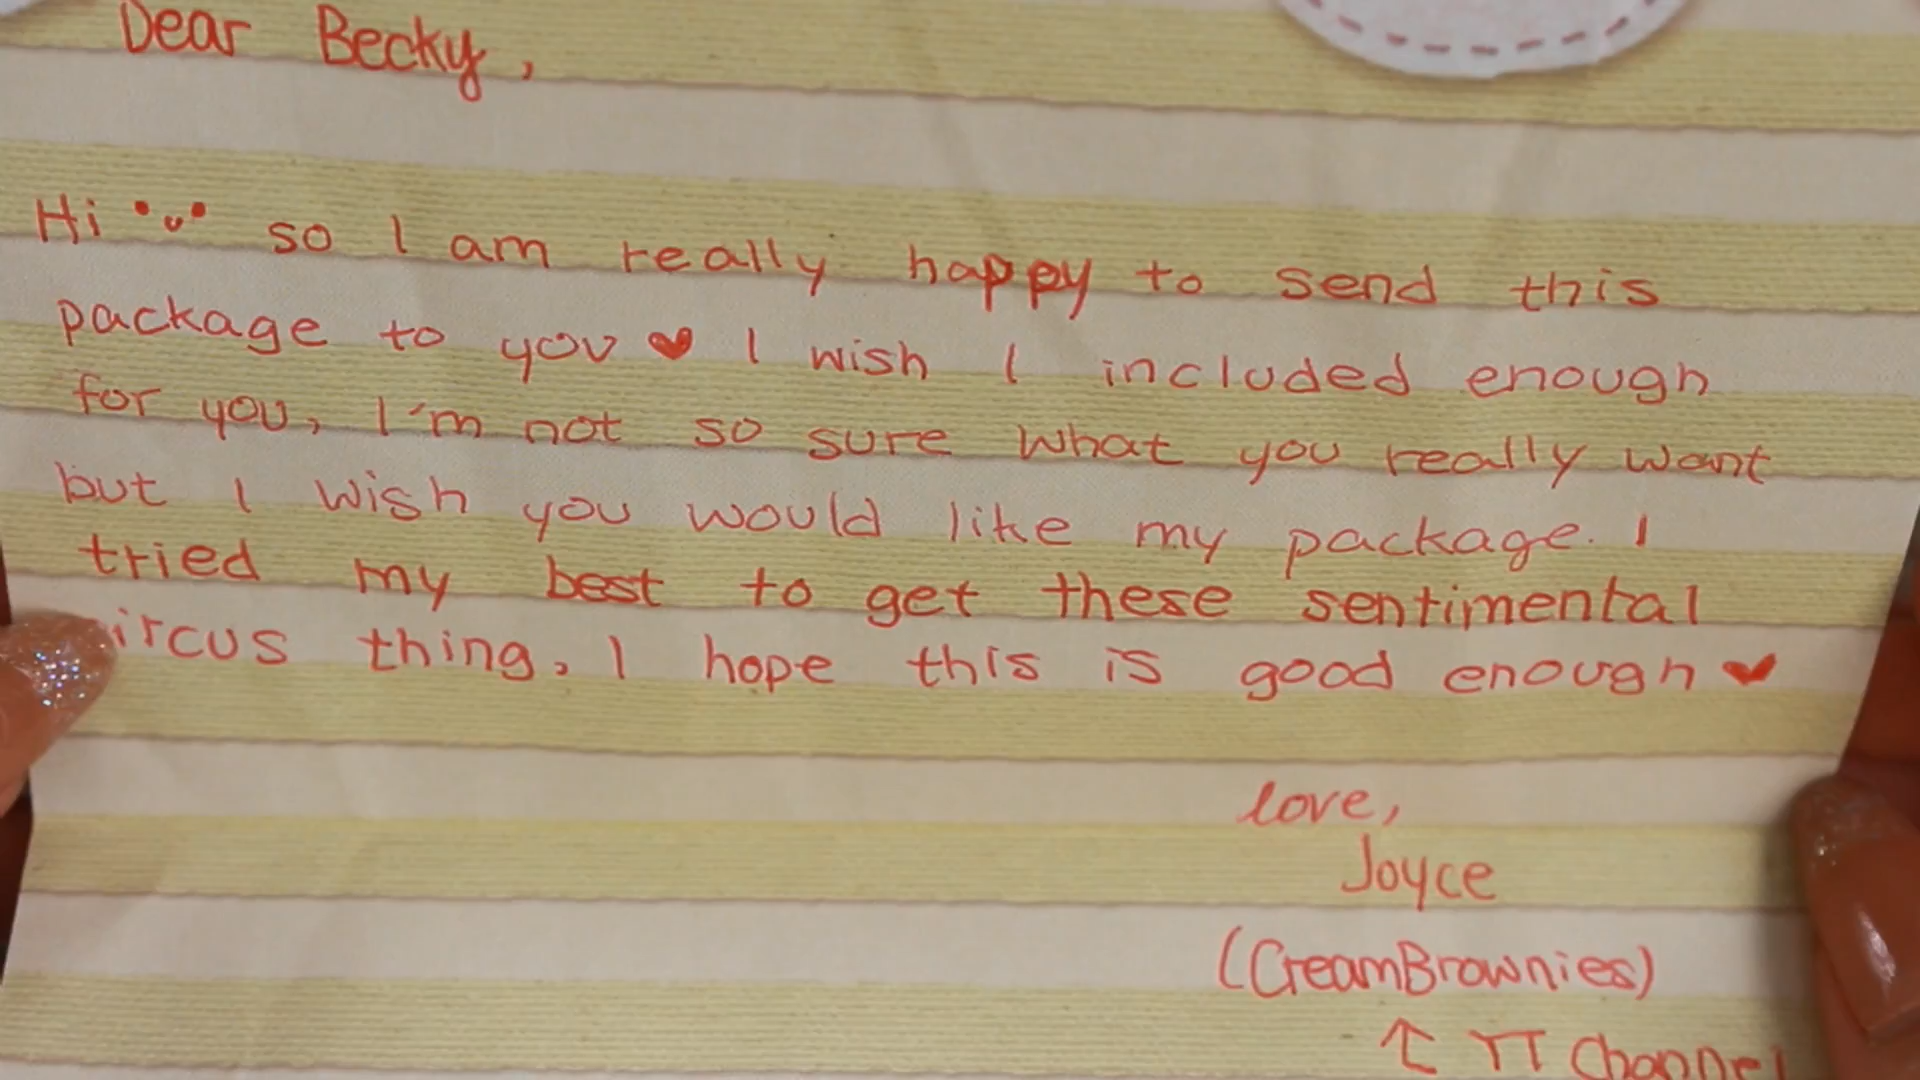 Dear Becky,
Hi •ᴗ• so I am really happy to send this
package to you ♥ I wish I included enough
for you, I'm not so sure what you really want
but I wish you would like my package. I
tried my best to get these sentimental
circus thing, I hope this is good enough ♥
love,
Joyce
(CreamBrownies)
↑ YT Channel